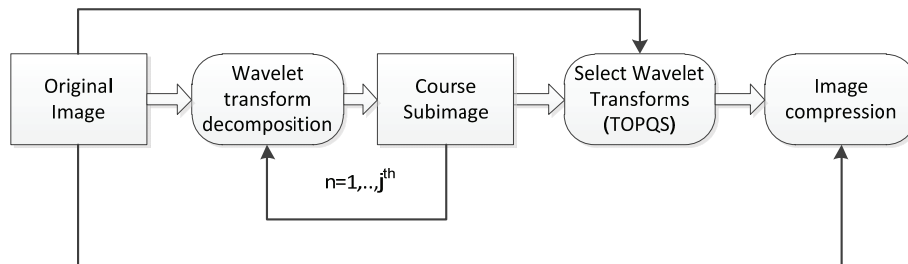 Original
Image
Wavelet
transform
decomposition
Course
Subimage
Select Wavelet
Transforms
(TOPQS)
Image
compression
n=1,..,jth